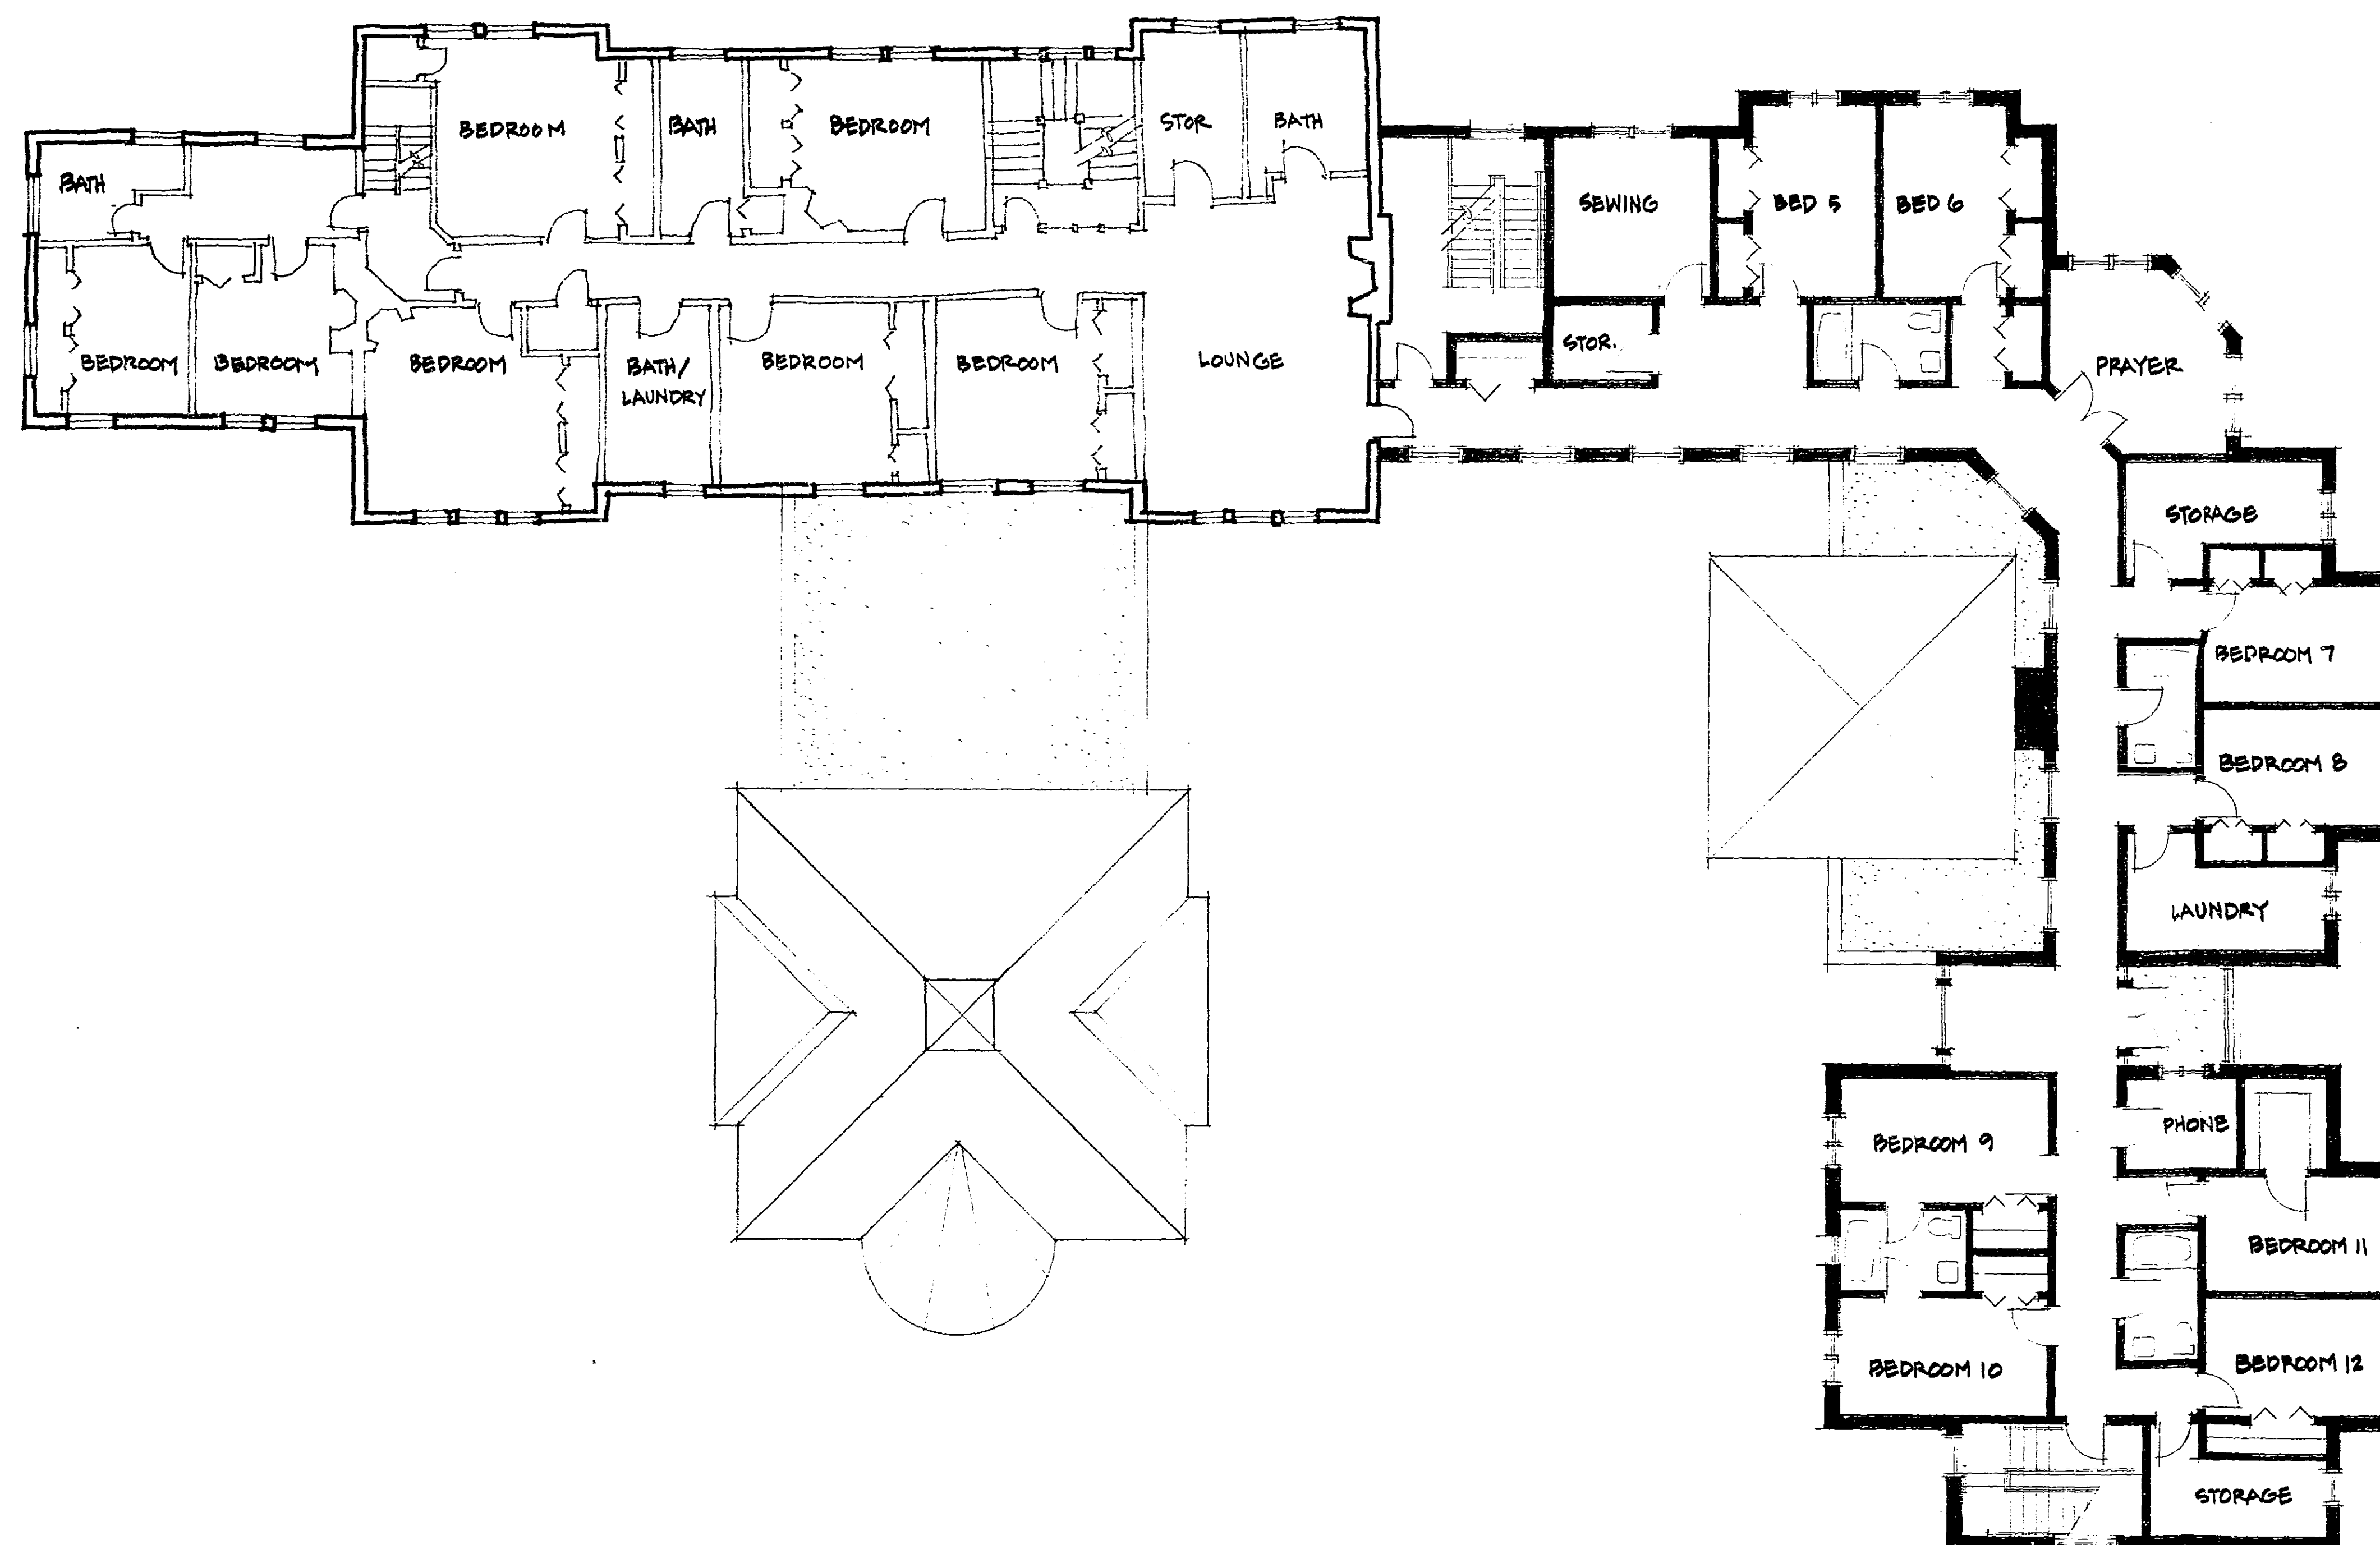 BEDROOM
BATH
BEDROOM
STOR
BATH
BATH
BEDROOM
BEDROOM
BEDROOM
BATH/
LAUNDRY
BEDROOM
BEDROOM
LOUNGE
SEWING
BED 5
BED 6
STOR.
PRAYER
STORAGE
BEDROOM 7
BEDROOM 8
LAUNDRY
PHONE
BEDROOM 9
BEDROOM 11
BEDROOM 10
BEDROOM 12
STORAGE